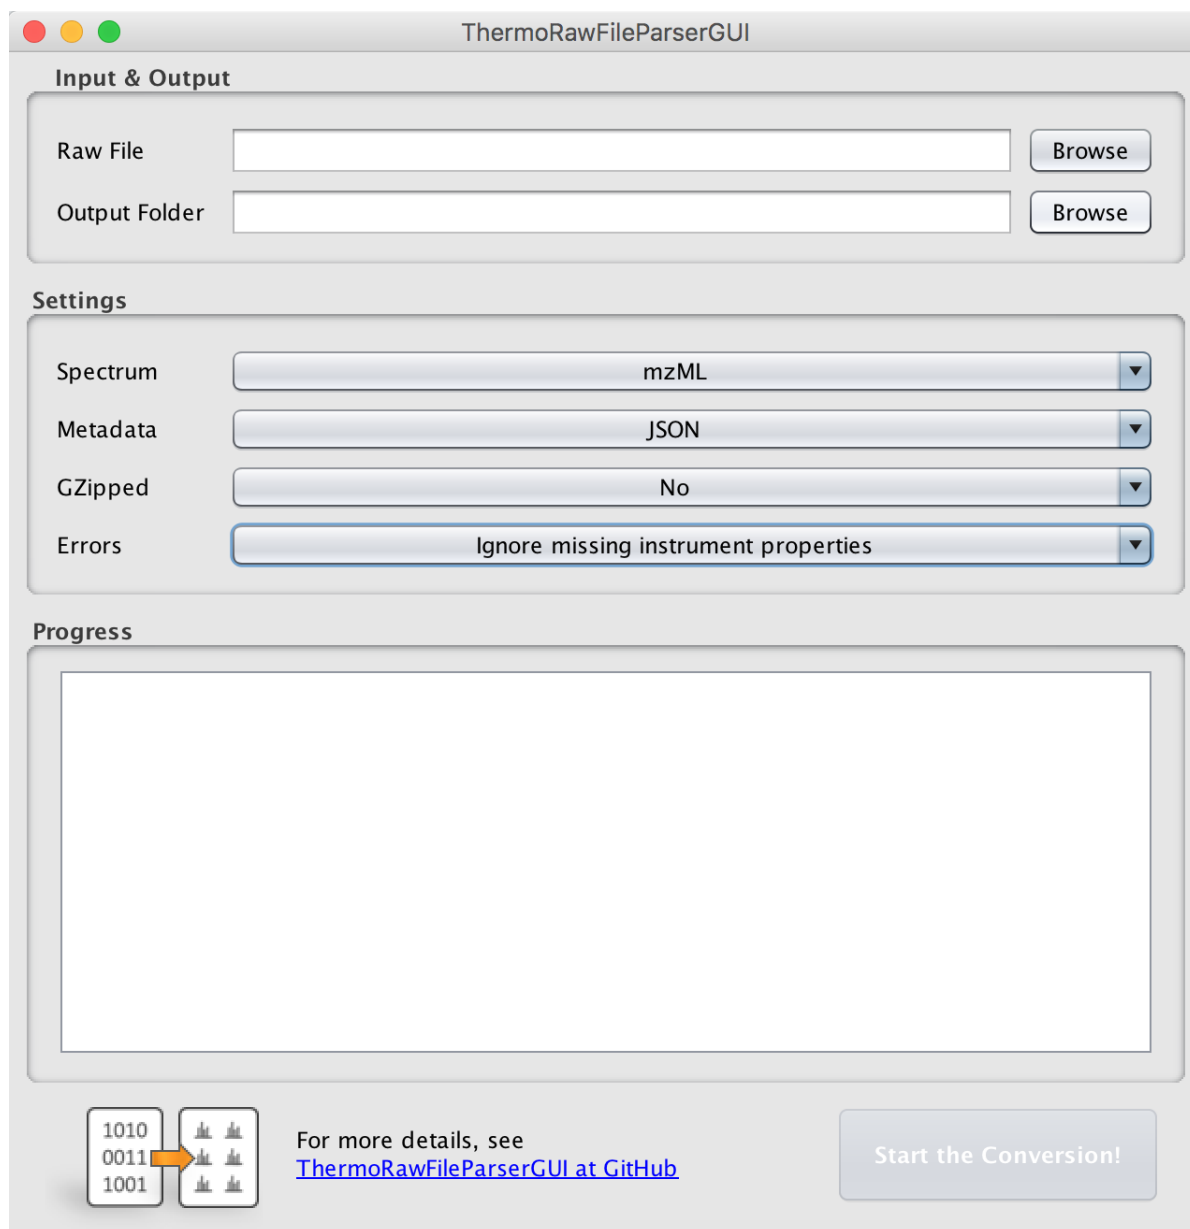 ThermoRawFileParserGUI
Input & Output
Raw File
Browse
Output Folder
Browse
Settings
Spectrum
mzML
Metadata
JSON
GZipped
No
Errors
Ignore missing instrument properties
Progress
1010
0011
1001
For more details, see
ThermoRawFileParserGUI at GitHub
Start the Conversion!